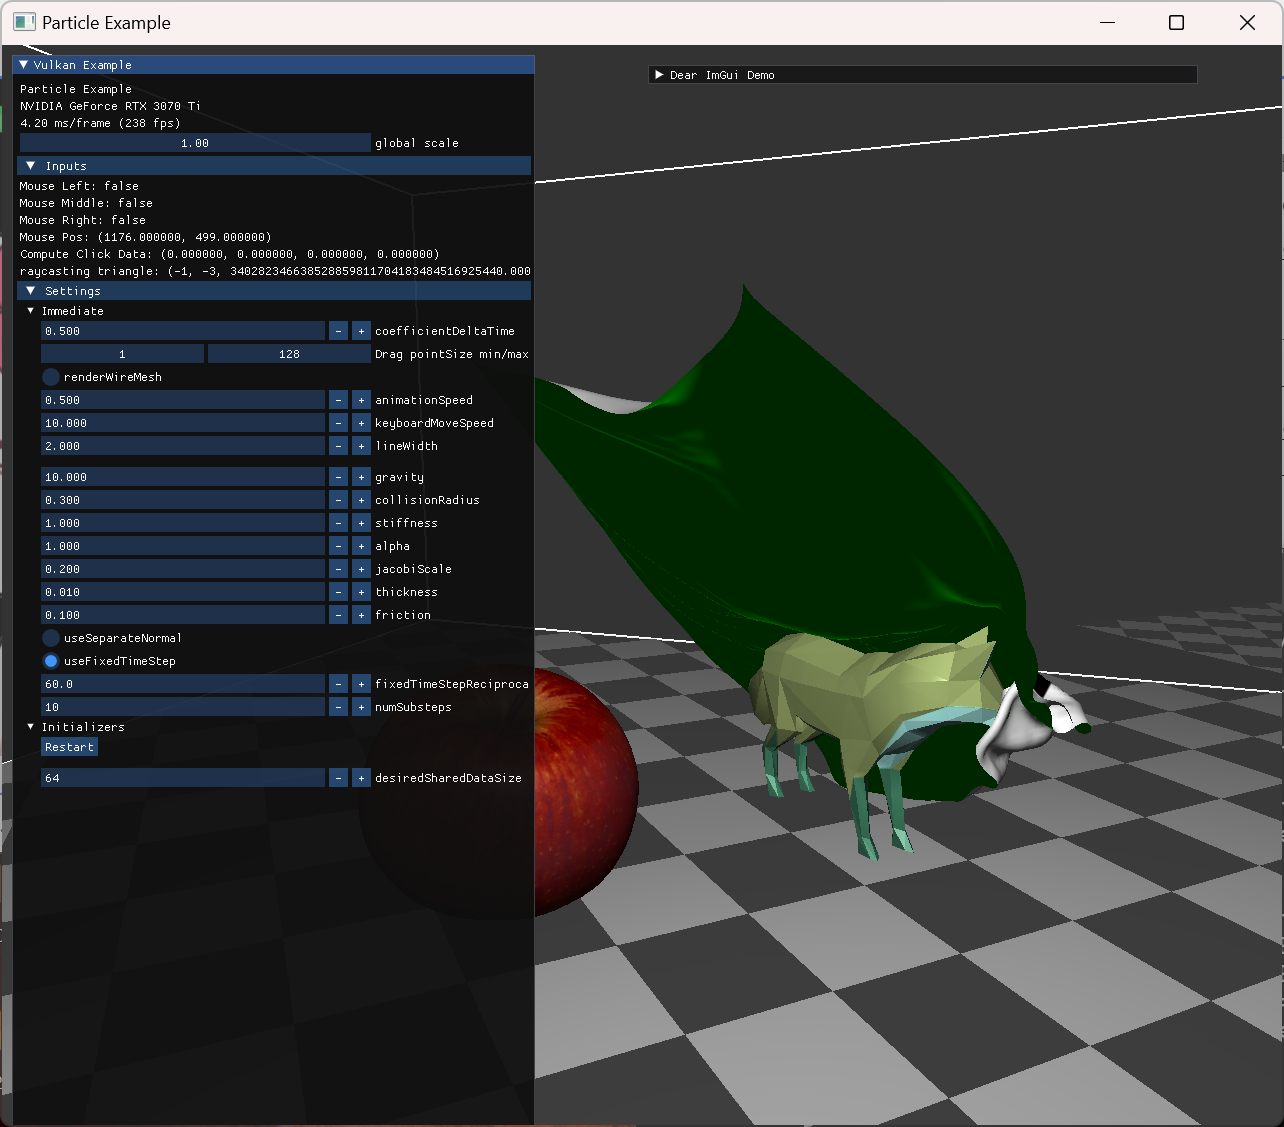 Particle Example
Vulkan Example
Dear ImGui Demo
Particle Example
NVIDIA GeForce RTX 3070 Ti
4.20 ms/frame (238 fps)
1.00 global scale
Inputs
Mouse Left: false
Mouse Middle: false
Mouse Right: false
Mouse Pos: (1176.000000, 499.000000)
Compute Click Data: (0.000000, 0.000000, 0.000000, 0.000000)
raycasting triangle: (-1, -3, 340282346638528859811704183484516925440.000
Settings
Immediate
0.500 - + coefficientDeltaTime
1 128 Drag pointSize min/max
renderWireMesh
0.500 - + animationSpeed
10.000 - + keyboardMoveSpeed
2.000 - + lineWidth
10.000 - + gravity
0.300 - + collisionRadius
1.000 - + stiffness
1.000 - + alpha
0.200 - + jacobiScale
0.010 - + thickness
0.100 - + friction
useSeparateNormal
useFixedTimeStep
60.0 - + fixedTimeStepReciproca
10 - + numSubsteps
Initializers
Restart
64 - + desiredSharedDataSize